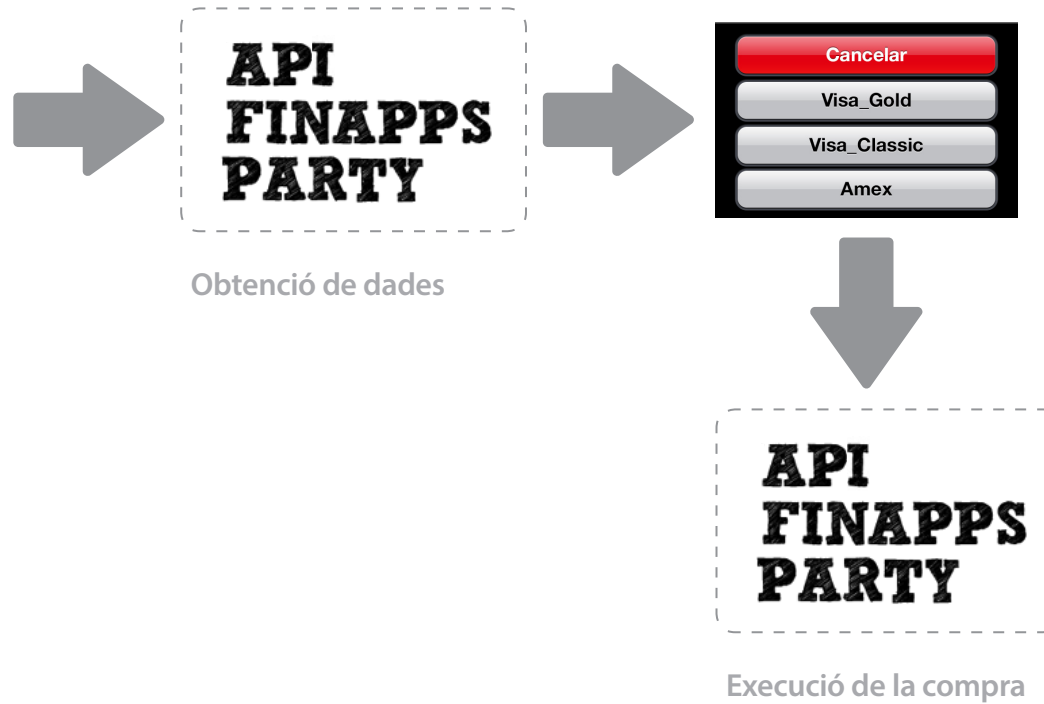 API
FINAPPS
PARTY
Obtenció de dades
Cancelar
Visa_Gold
Visa_Classic
Amex
API
FINAPPS
PARTY
Execució de la compra